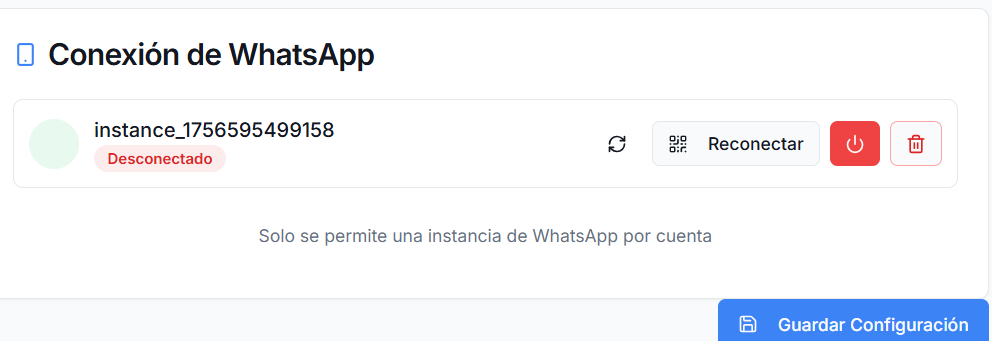 Conexión de WhatsApp
instance_1756595499158
Desconectado
Reconectar
Solo se permite una instancia de WhatsApp por cuenta
Guardar Configuración